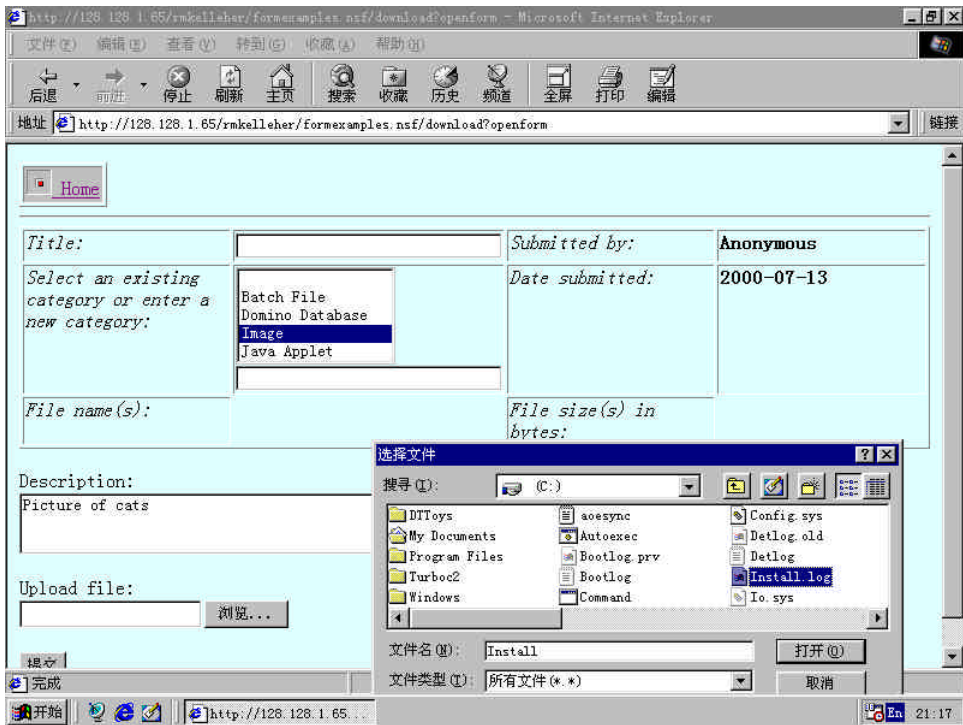 http://128.128.1.65/rmkelleher/formexamples.nsf/download?openform - Microsoft Internet Explorer
文件(F) 编辑(E) 查看(V) 转到(G) 收藏(A) 帮助(H)
后退 前进 停止 刷新 主页 搜索 收藏 历史 频道 全屏 打印 编辑
地址 http://128.128.1.65/rmkelleher/formexamples.nsf/download?openform 链接
Home
Title: Submitted by: Anonymous
Select an existing category or enter a new category: Date submitted: 2000-07-13
Batch File
Domino Database
Image
Java Applet
File name(s): File size(s) in bytes:
Description:
Picture of cats
Upload file:
浏览...
提交
选择文件
搜寻(I): (C:)
DTToys aoesync Config.sys
My Documents Autoexec Detlog.old
Program Files Bootlog.prv Detlog
Turboc2 Bootlog Install.log
Windows Command Io.sys
文件名(N): Install 打开(O)
文件类型(T): 所有文件(*.*) 取消
完成
开始 http://128.128.1.65... En 21:17